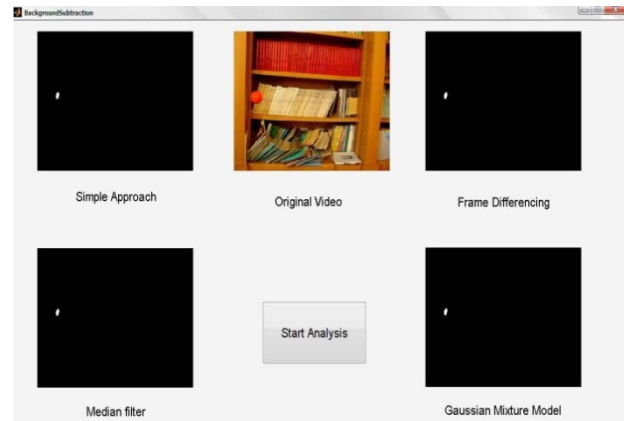 BackgroundSubtraction
Simple Approach
Original Video
Frame Differencing
Start Analysis
Median filter
Gaussian Mixture Model